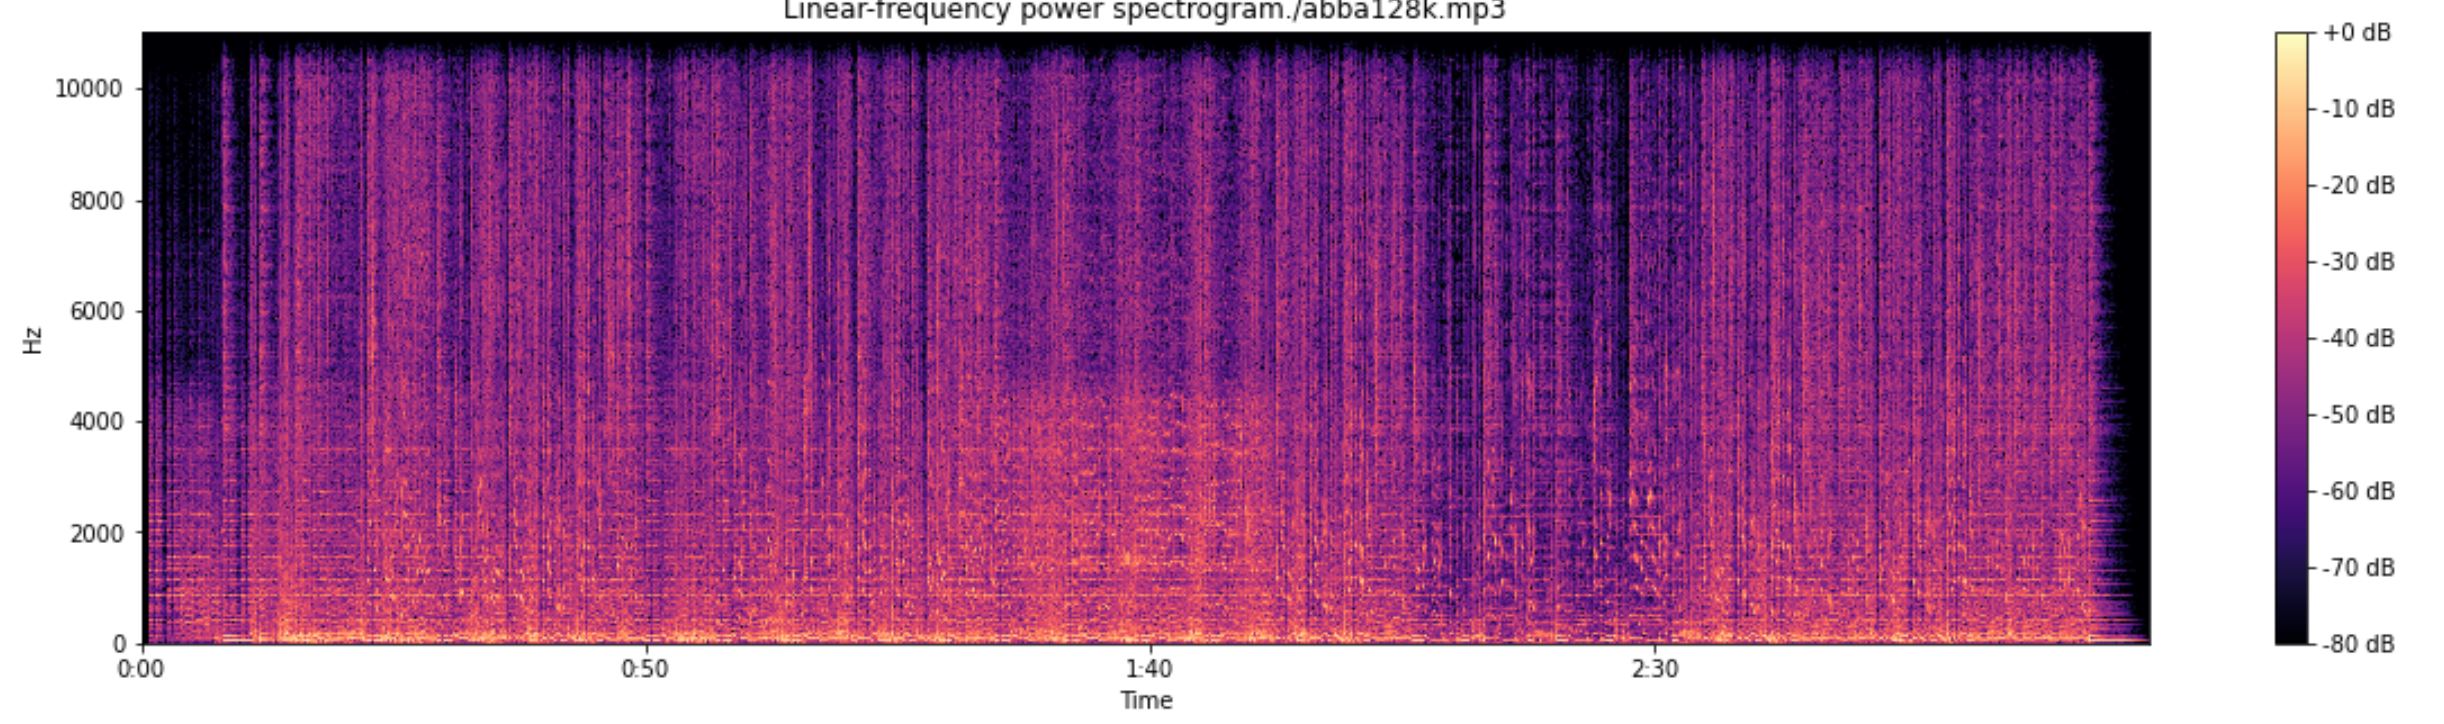 Linear-frequency power spectrogram./abba128k.mp3
10000
8000
6000
4000
2000
0
Hz
0:00 0:50 1:40 2:30
Time
+0 dB
-10 dB
-20 dB
-30 dB
-40 dB
-50 dB
-60 dB
-70 dB
-80 dB